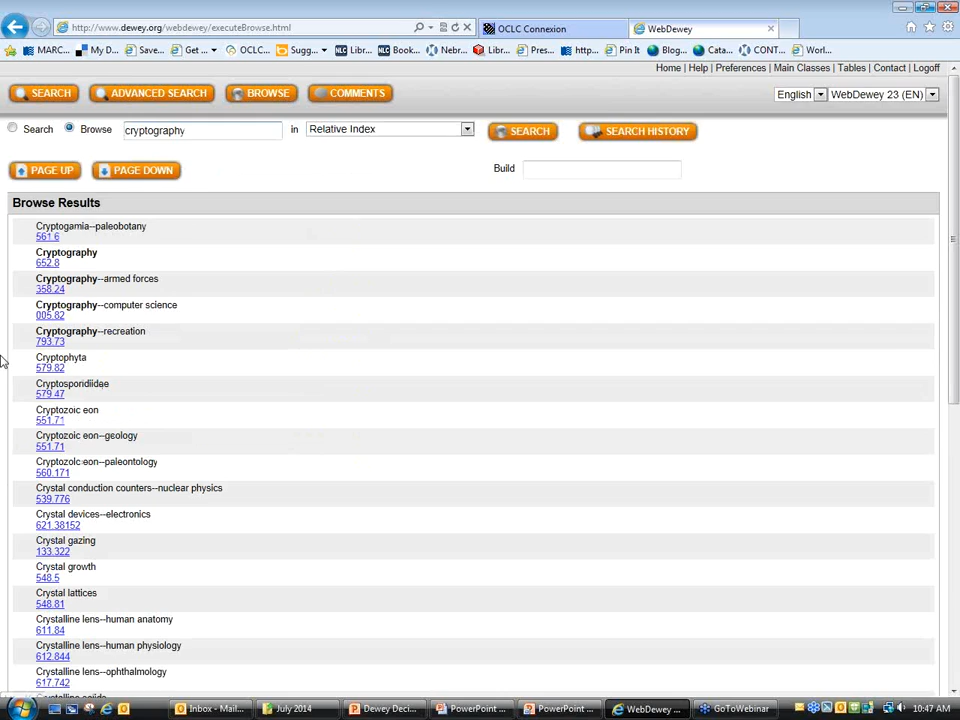 http://www.dewey.org/webdewey/executeBrowse.html
OCLC Connexion
WebDewey
MARC...
My D...
Save...
Get ...
OCLC...
Sugg...
Libr...
Book...
Nebr...
Libr...
Pres...
http...
Pin It
Blog...
Cata...
CONT...
Worl...
Home | Help | Preferences | Main Classes | Tables | Contact | Logoff
SEARCH
ADVANCED SEARCH
BROWSE
COMMENTS
English
WebDewey 23 (EN)
Search Browse cryptography in Relative Index SEARCH SEARCH HISTORY
PAGE UP PAGE DOWN Build
Browse Results
Cryptogamia--paleobotany
561.6
Cryptography
652.8
Cryptography--armed forces
358.24
Cryptography--computer science
005.82
Cryptography--recreation
793.73
Cryptophyta
579.82
Cryptosporidiidae
579.47
Cryptozoic eon
551.71
Cryptozoic eon--geology
551.71
Cryptozoic eon--paleontology
560.171
Crystal conduction counters--nuclear physics
539.776
Crystal devices--electronics
621.38152
Crystal gazing
133.322
Crystal growth
548.5
Crystal lattices
548.81
Crystalline lens--human anatomy
611.84
Crystalline lens--human physiology
612.844
Crystalline lens--ophthalmology
617.742
Crystalline solids
Inbox - Mail...
July 2014
Dewey Deci...
PowerPoint ...
PowerPoint ...
WebDewey ...
GoToWebinar
10:47 AM